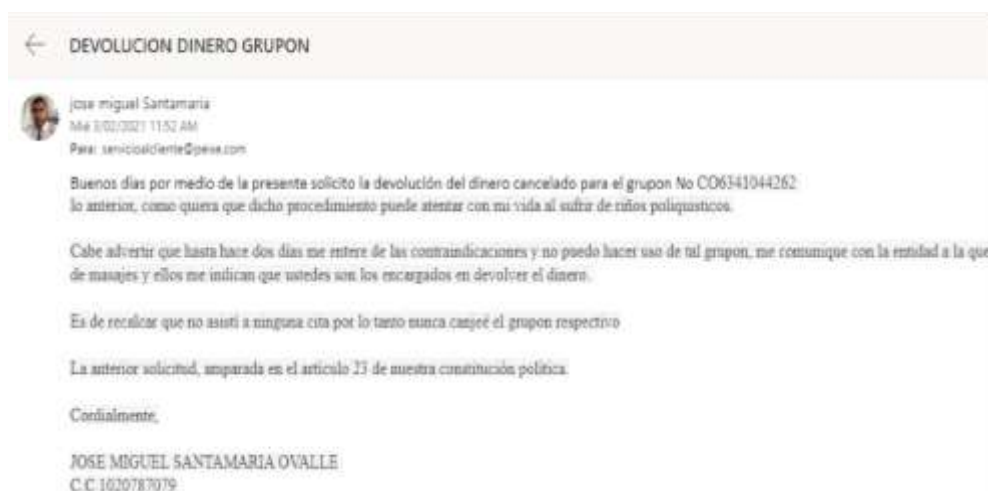 DEVOLUCION DINERO GRUPON
jose miguel Santamaria
Mié 3/02/2021 11:52 AM
Para: servicioalcliente@peixe.com
Buenos días por medio de la presente solicito la devolución del dinero cancelado para el grupon No CO6341044262
lo anterior, como quiera que dicho procedimiento puede atentar con mi vida al sufrir de riños poliquisticos.
Cabe advertir que hasta hace dos días me entere de las contraindicaciones y no puedo hacer uso de tal grupon, me comunique con la entidad a la que
de masajes y ellos me indican que ustedes son los encargados en devolver el dinero.
Es de recalcar que no asistí a ninguna cita por lo tanto nunca canjeé el grupon respectivo
La anterior solicitud, amparada en el artículo 23 de nuestra constitución política.
Cordialmente,
JOSE MIGUEL SANTAMARIA OVALLE
C.C 1020787079